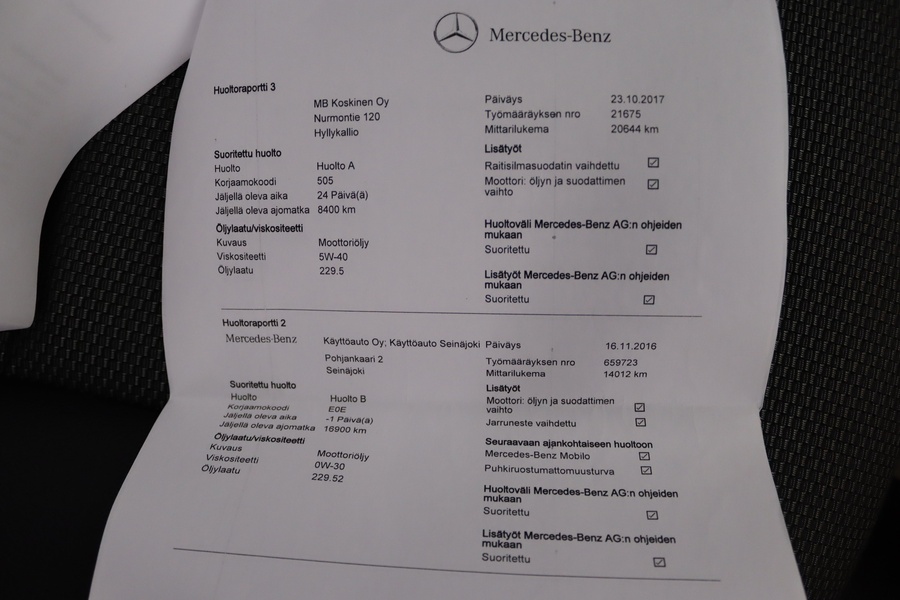 Mercedes-Benz
Huoltoraportti 3
MB Koskinen Oy
Nurmontie 120
Hyllykallio
Päiväys 23.10.2017
Työmääräyksen nro 21675
Mittarilukema 20644 km
Suoritettu huolto
Huolto Huolto A
Korjaamokoodi 505
Jäljellä oleva aika 24 Päivä(ä)
Jäljellä oleva ajomatka 8400 km
Öljylaatu/viskositeetti
Kuvaus Moottoriöljy
Viskositeetti 5W-40
Öljylaatu 229.5
Lisätyöt
Raitisilmasuodatin vaihdettu ☑
Moottori: öljyn ja suodattimen ☑
vaihto
Huoltoväli Mercedes-Benz AG:n ohjeiden
mukaan
Suoritettu ☑
Lisätyöt Mercedes-Benz AG:n ohjeiden
mukaan
Suoritettu ☑
Huoltoraportti 2
Mercedes-Benz
Käyttöauto Oy; Käyttöauto Seinäjoki
Pohjankaari 2
Seinäjoki
Päiväys 16.11.2016
Työmääräyksen nro 659723
Mittarilukema 14012 km
Suoritettu huolto
Huolto Huolto B
Korjaamokoodi E0E
Jäljellä oleva aika -1 Päivä(ä)
Jäljellä oleva ajomatka 16900 km
Öljylaatu/viskositeetti
Kuvaus Moottoriöljy
Viskositeetti 0W-30
Öljylaatu 229.52
Lisätyöt
Moottori: öljyn ja suodattimen ☑
vaihto
Jarruneste vaihdettu ☑
Seuraavaan ajankohtaiseen huoltoon
Mercedes-Benz Mobilo ☑
Puhkiruostumattomuusturva ☑
Huoltoväli Mercedes-Benz AG:n ohjeiden
mukaan
Suoritettu ☑
Lisätyöt Mercedes-Benz AG:n ohjeiden
mukaan
Suoritettu ☑